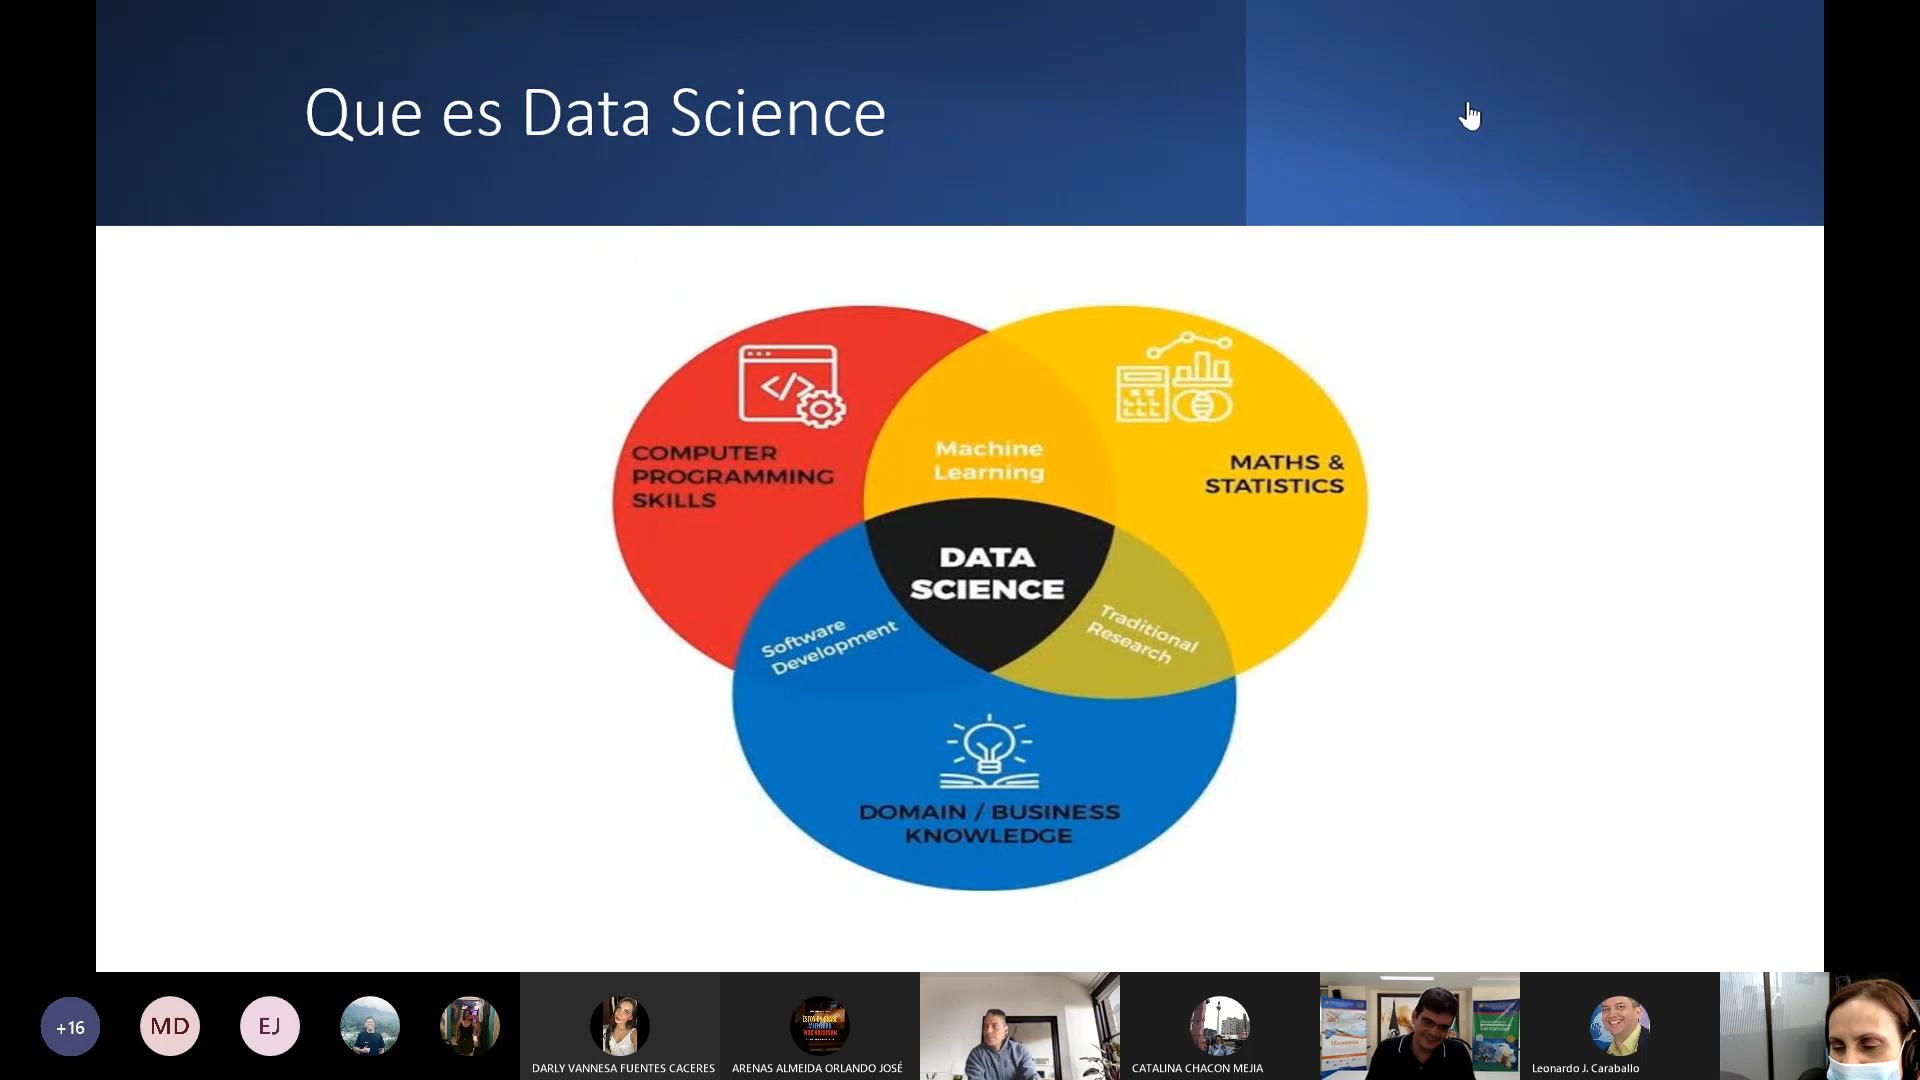 Que es Data Science
COMPUTER
PROGRAMMING
SKILLS
Machine
Learning
MATHS &
STATISTICS
DATA
SCIENCE
Software
Development
Traditional
Research
DOMAIN / BUSINESS
KNOWLEDGE
+16
MD
EJ
DARLY VANNESA FUENTES CACERES
ARENAS ALMEIDA ORLANDO JOSÉ
CATALINA CHACON MEJIA
Leonardo J. Caraballo